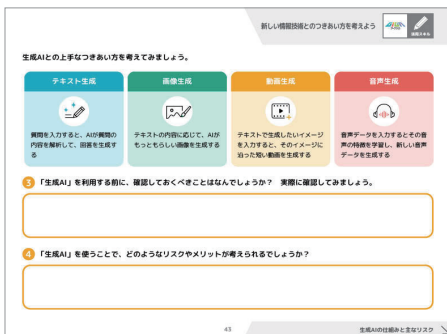 新しい情報技術とのつきあい方を考えよう
活用スキル
生成AIとの上手なつきあい方を考えてみましょう。
テキスト生成
質問を入力すると、AIが質問の
内容を解析して、回答を生成す
る
画像生成
テキストの内容に応じて、AIが
もっともらしい画像を生成する
動画生成
テキストで生成したいイメージ
を入力すると、そのイメージに
沿った短い動画を生成する
音声生成
音声データを入力するとその音
声の特徴を学習し、新しい音声
データを生成する
3 「生成AI」を利用する前に、確認しておくべきことはなんでしょうか? 実際に確認してみましょう。
4 「生成AI」を使うことで、どのようなリスクやメリットが考えられるでしょうか?
43
生成AIの仕組みと主なリスク